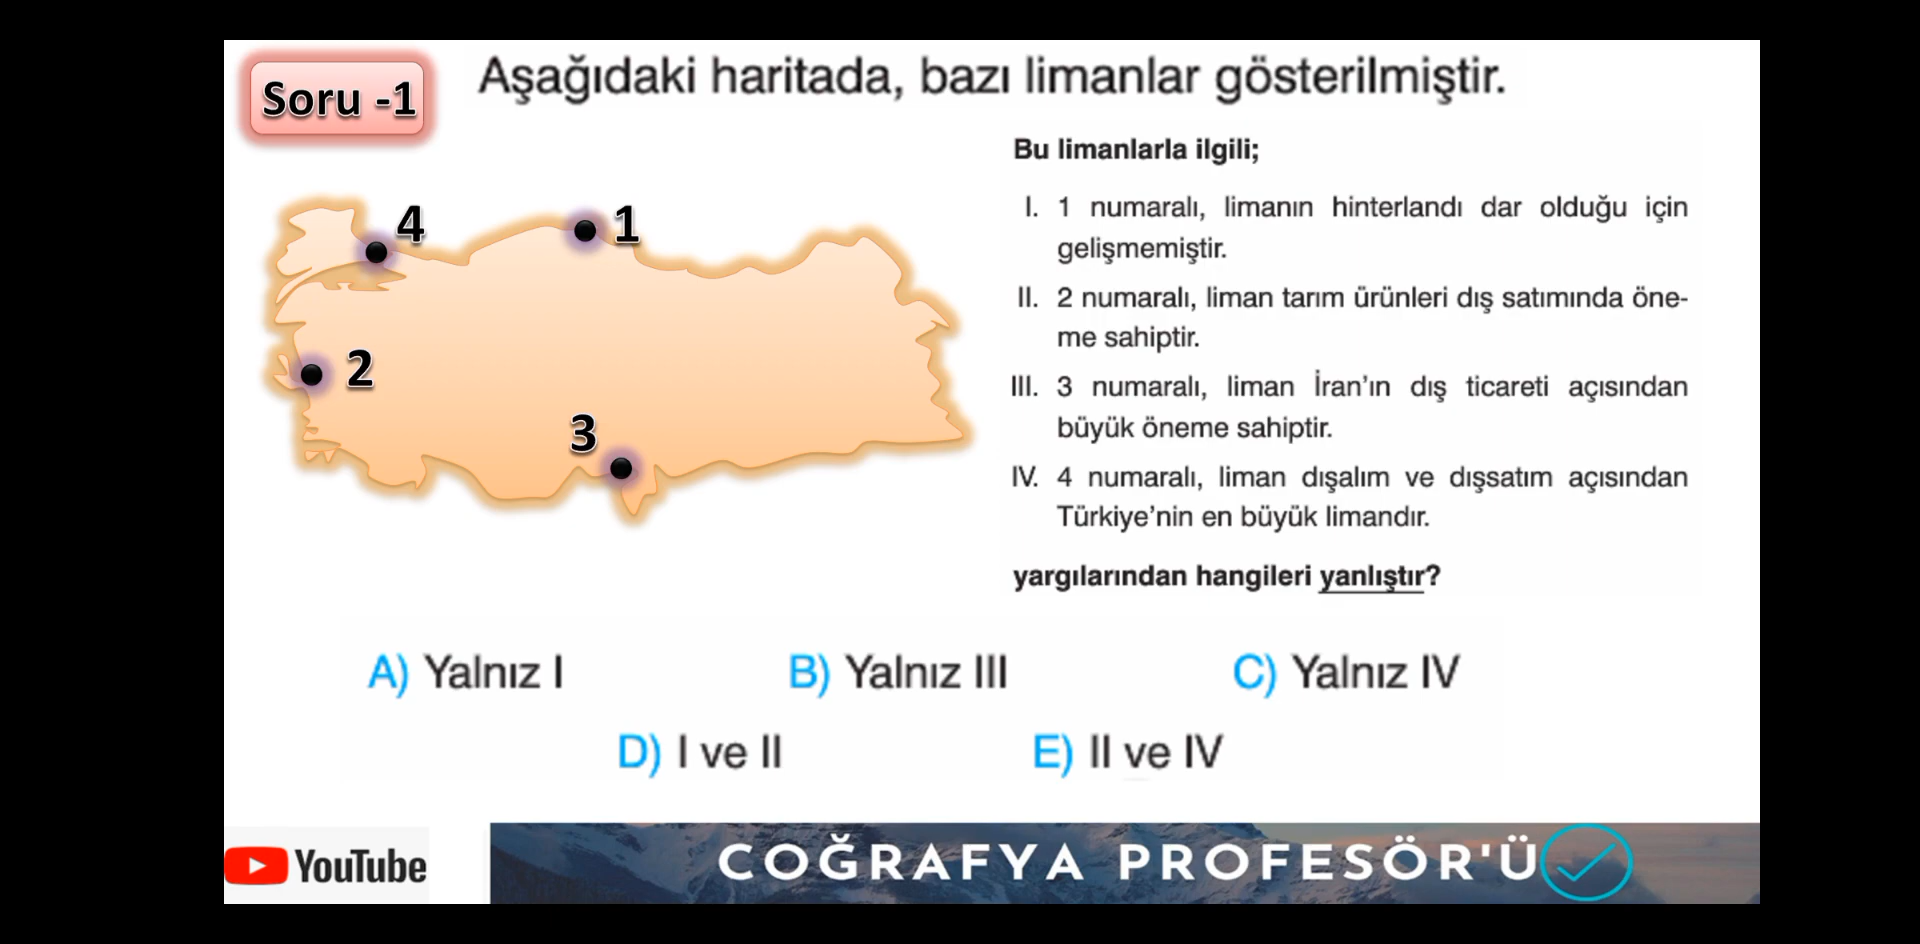 Soru -1
Aşağıdaki haritada, bazı limanlar gösterilmiştir.
Bu limanlarla ilgili;
I. 1 numaralı, limanın hinterlandı dar olduğu için
gelişmemiştir.
II. 2 numaralı, liman tarım ürünleri dış satımında öne-
me sahiptir.
III. 3 numaralı, liman İran'ın dış ticareti açısından
büyük öneme sahiptir.
IV. 4 numaralı, liman dışalım ve dışsatım açısından
Türkiye'nin en büyük limandır.
yargılarından hangileri yanlıştır?
4
1
2
3
A) Yalnız I
B) Yalnız III
C) Yalnız IV
D) I ve II
E) II ve IV
YouTube
COĞRAFYA PROFESÖR'Ü